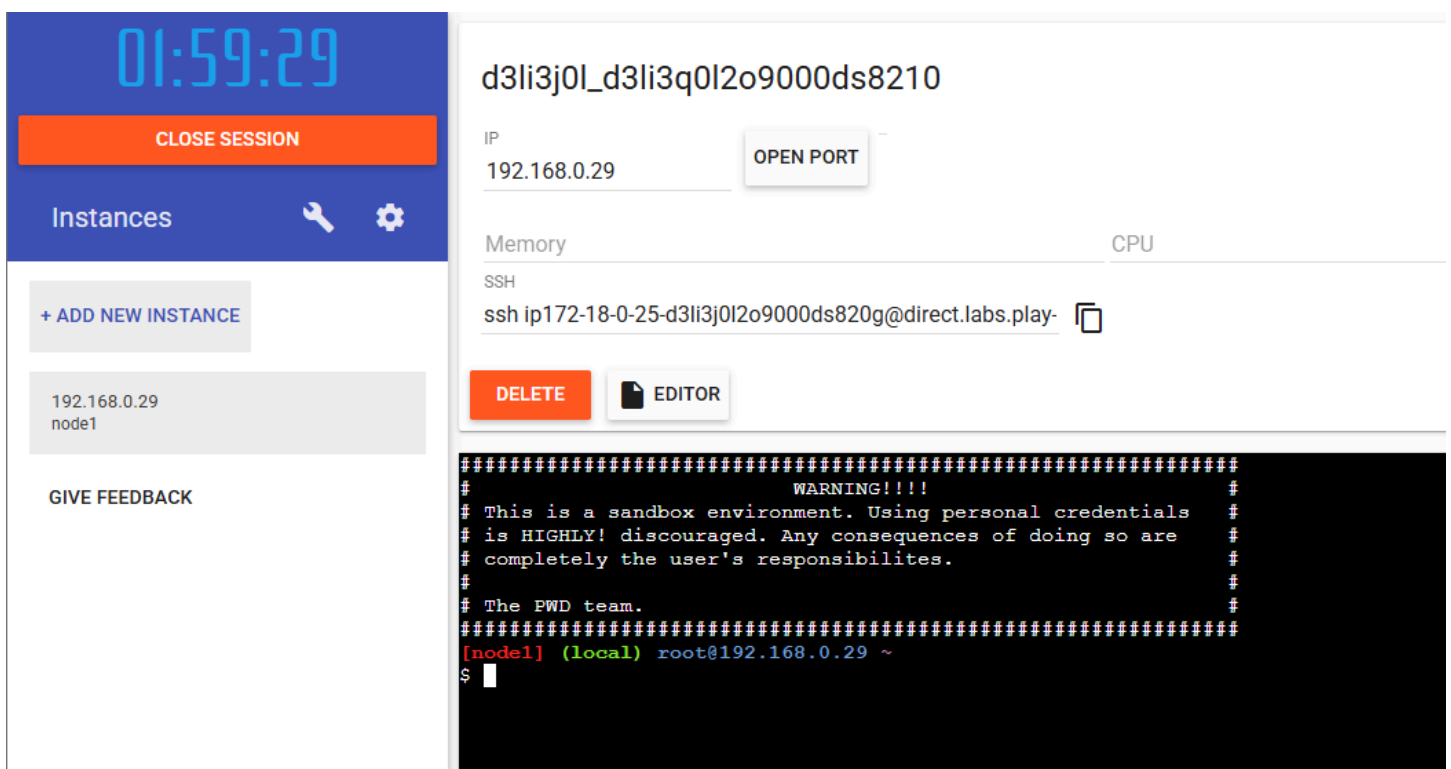 01:59:29
CLOSE SESSION
Instances
+ ADD NEW INSTANCE
192.168.0.29
node1
GIVE FEEDBACK
d3li3j0l_d3li3q0l2o9000ds8210
IP
192.168.0.29
OPEN PORT
Memory
CPU
SSH
ssh ip172-18-0-25-d3li3j0l2o9000ds820g@direct.labs.play-
DELETE
EDITOR
###############################################################
#                          WARNING!!!!                        #
# This is a sandbox environment. Using personal credentials   #
# is HIGHLY! discouraged. Any consequences of doing so are    #
# completely the user's responsibilites.                      #
#                                                             #
# The PWD team.                                               #
###############################################################
[node1] (local) root@192.168.0.29 ~
$